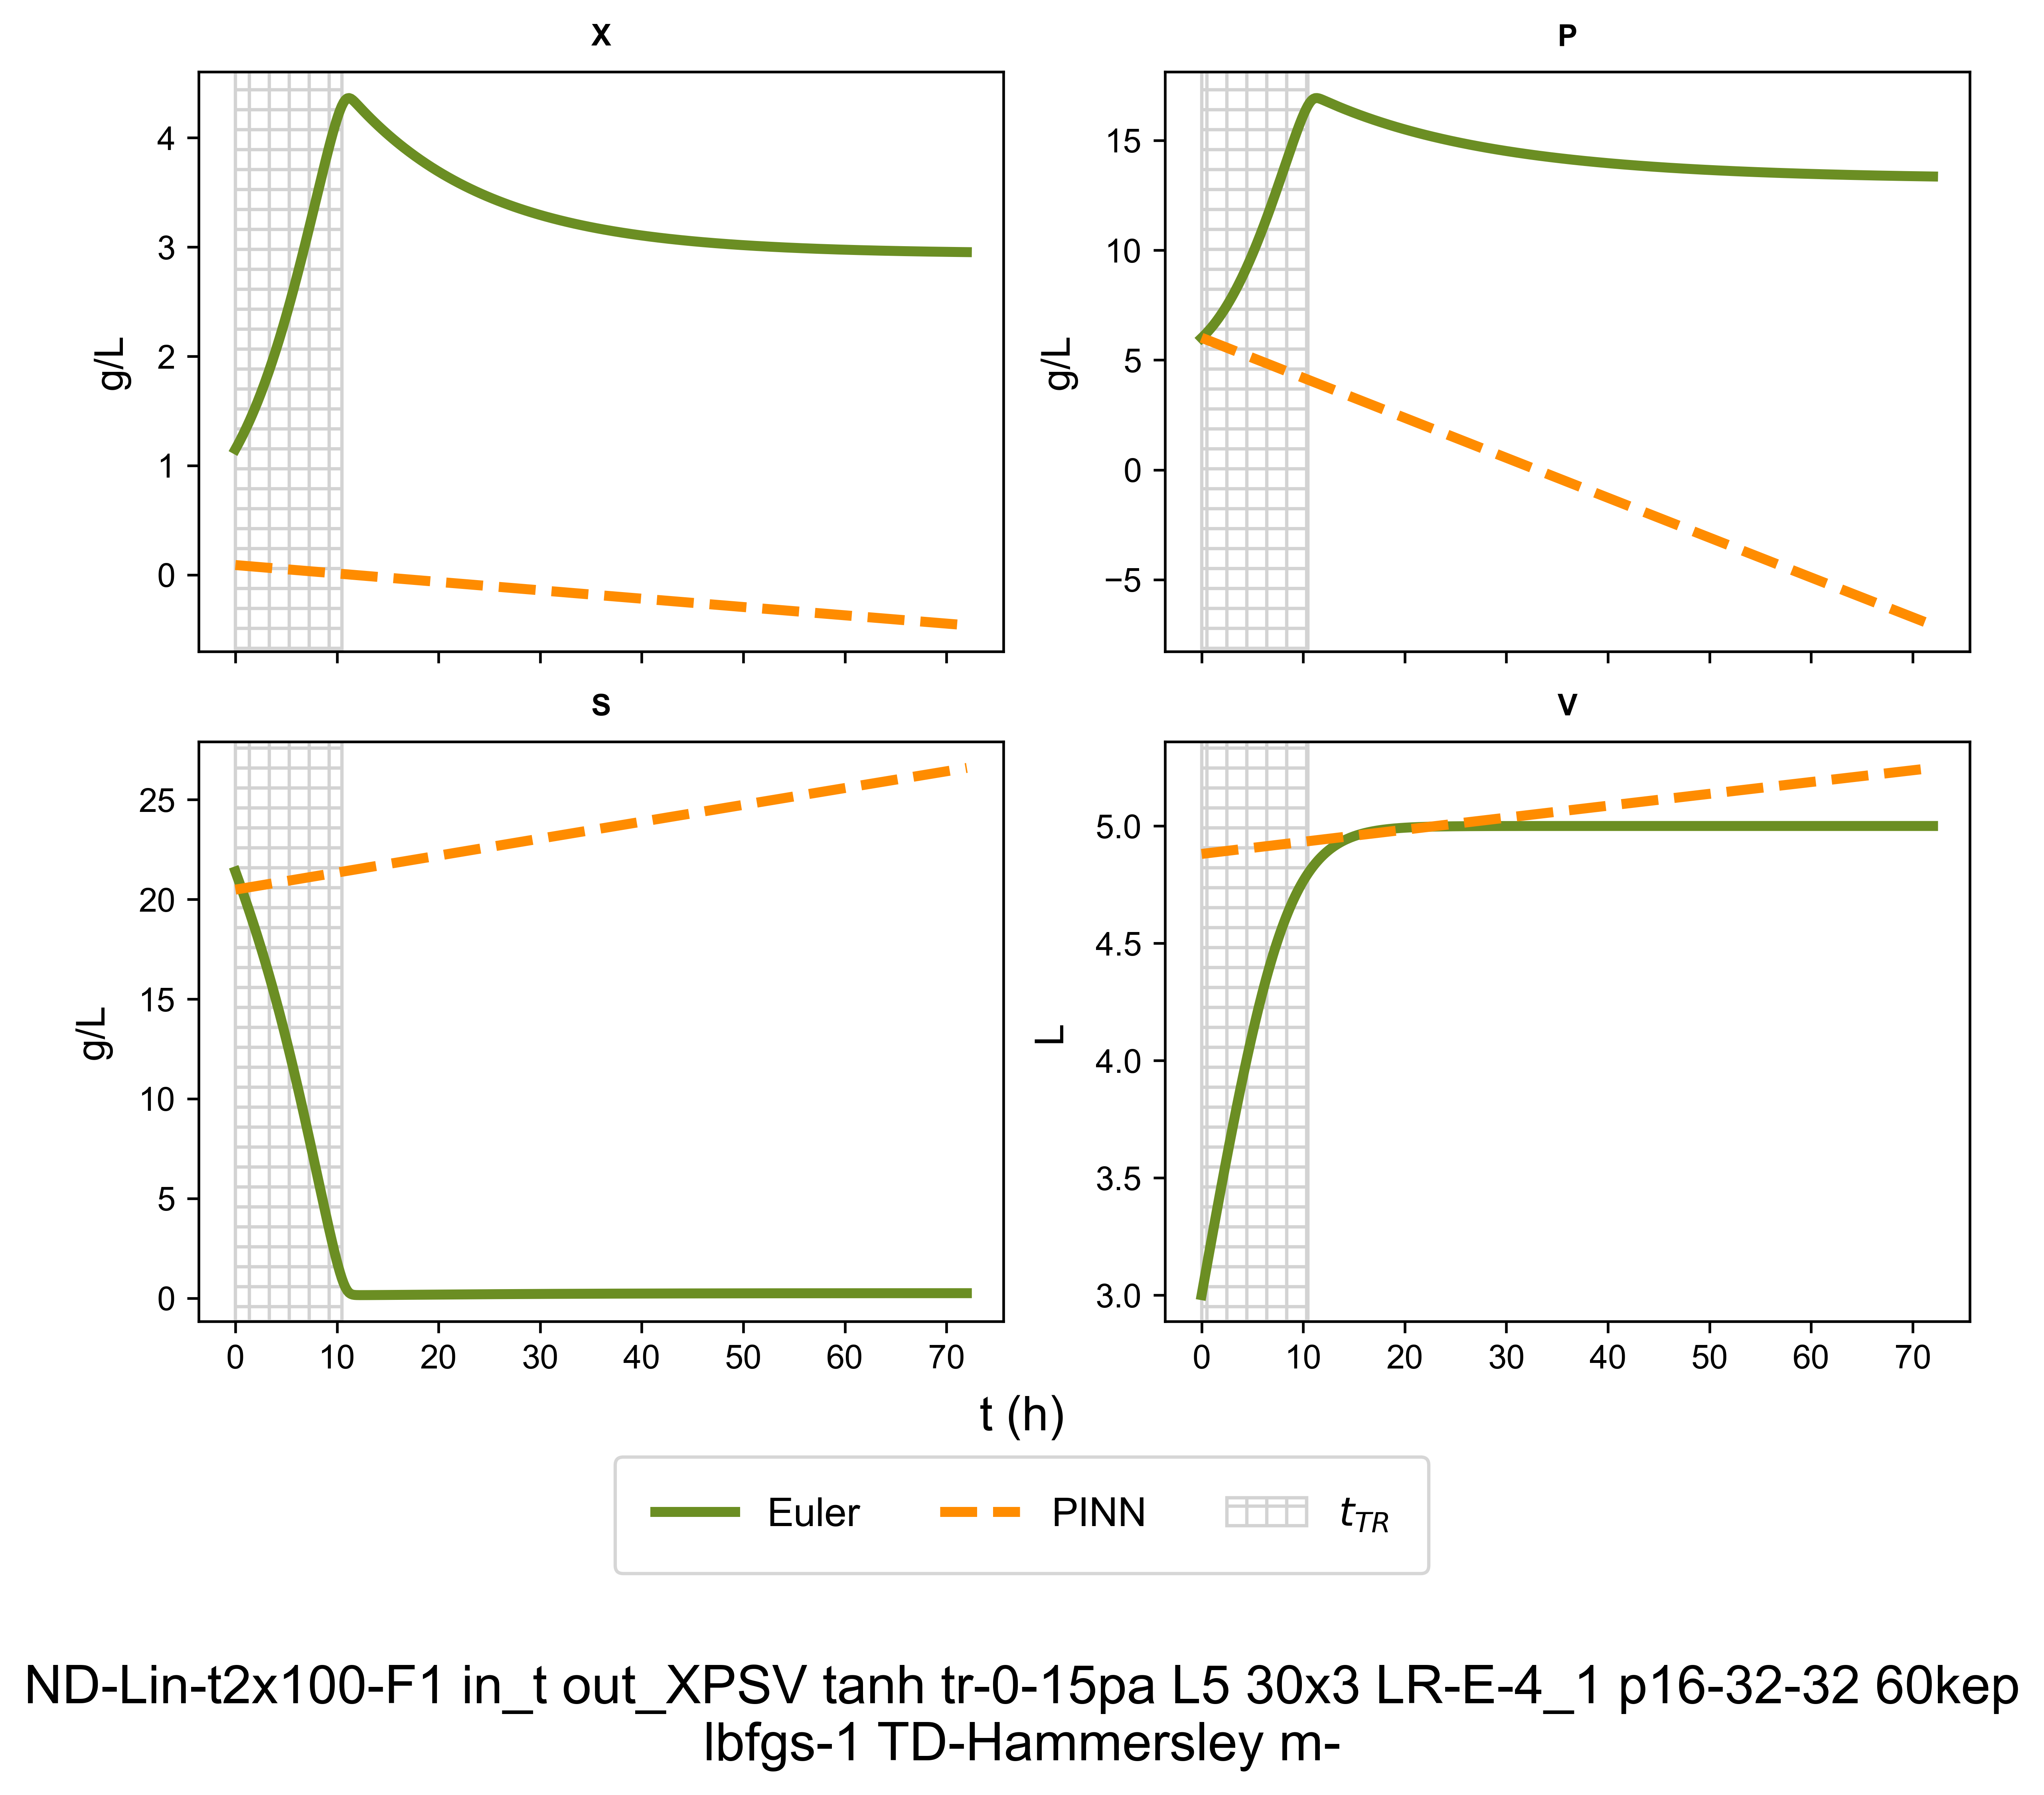 X
P
4
3
2
1
0
g/L
15
10
5
0
−5
g/L
S
V
25
20
15
10
5
0
g/L
5.0
4.5
4.0
3.5
3.0
L
0 10 20 30 40 50 60 70
0 10 20 30 40 50 60 70
t (h)
Euler PINN t_TR
ND-Lin-t2x100-F1 in_t out_XPSV tanh tr-0-15pa L5 30x3 LR-E-4_1 p16-32-32 60kep
lbfgs-1 TD-Hammersley m-